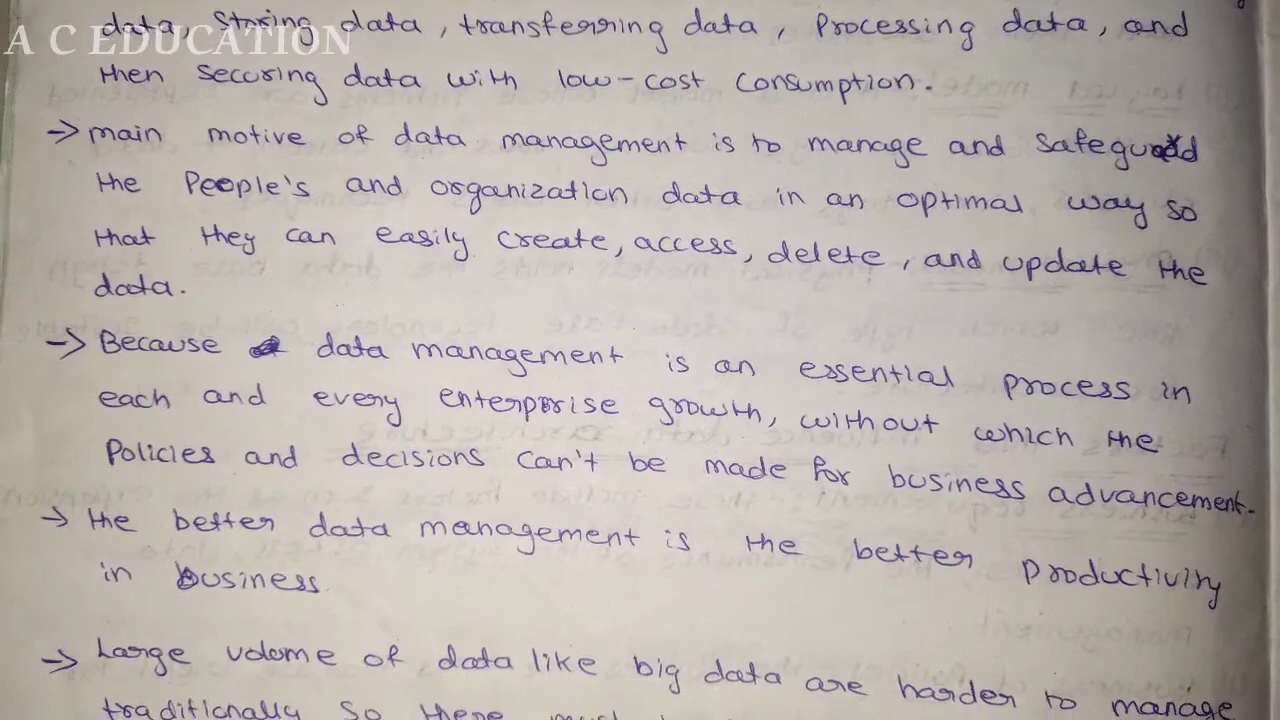 A C EDUCATION
data, storing data, transferring data, Processing data, and
then securing data with low-cost consumption.
→ main motive of data management is to manage and safeguard
the People's and organization data in an optimal way so
that they can easily create, access, delete, and update the
data.
→ Because data management is an essential process in
each and every enterprise growth, without which the
Policies and decisions can't be made for business advancement.
→ the better data management is the better productivity
in business
→ Large volume of data like big data are harder to manage
traditionally so there must